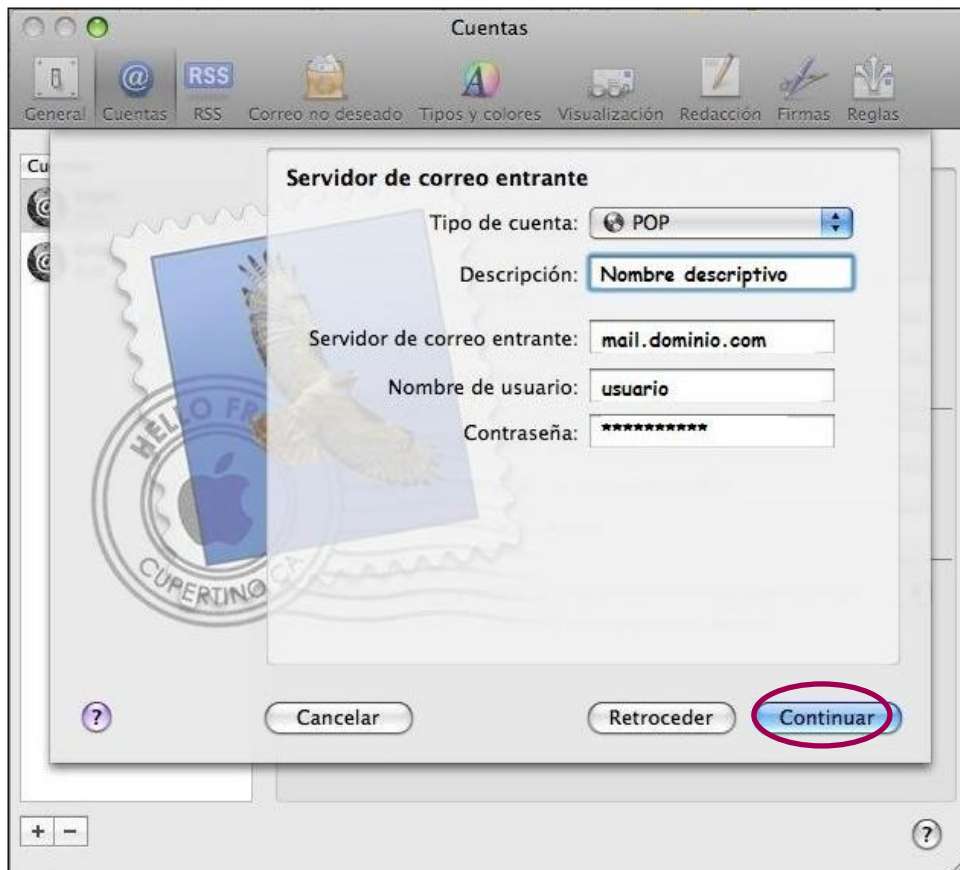 Cuentas
General Cuentas RSS Correo no deseado Tipos y colores Visualización Redacción Firmas Reglas
RSS
Cu
Servidor de correo entrante
Tipo de cuenta: POP
Descripción: Nombre descriptivo
Servidor de correo entrante: mail.dominio.com
Nombre de usuario: usuario
Contraseña: **********
HELLO FR
CUPERTINO CA
? Cancelar Retroceder Continuar
+ - ?